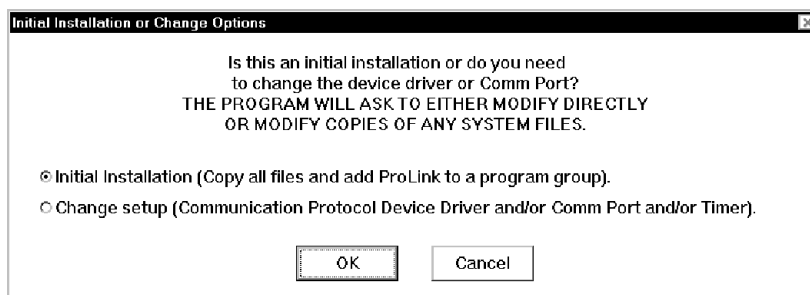 Initial Installation or Change Options
Is this an initial installation or do you need
to change the device driver or Comm Port?
THE PROGRAM WILL ASK TO EITHER MODIFY DIRECTLY
OR MODIFY COPIES OF ANY SYSTEM FILES.
Initial Installation (Copy all files and add ProLink to a program group).
Change setup (Communication Protocol Device Driver and/or Comm Port and/or Timer).
OK Cancel